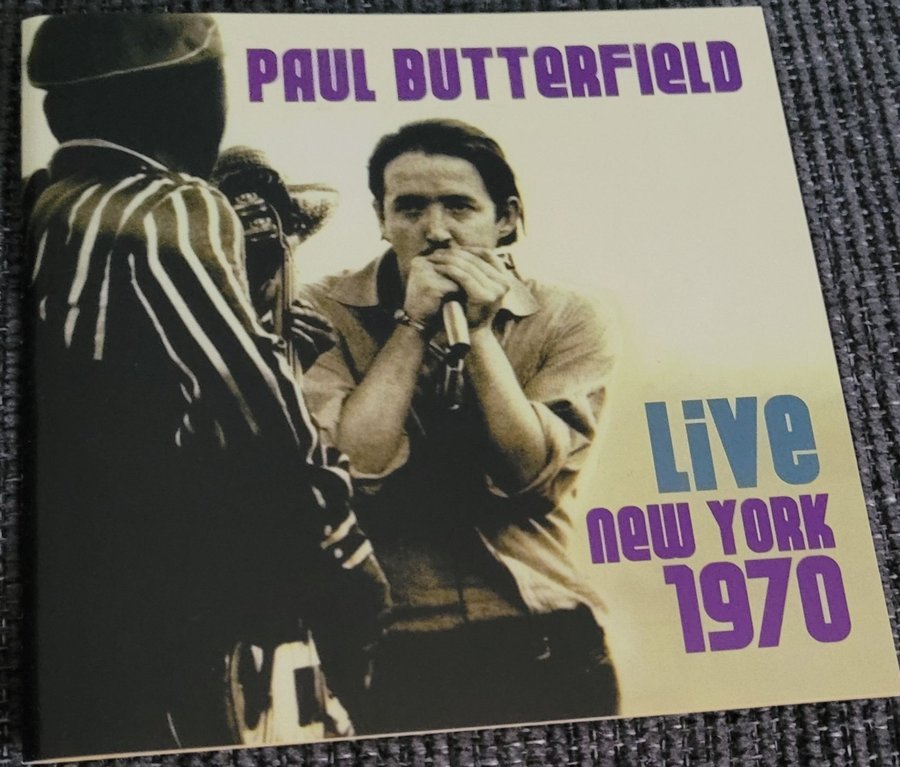 PAUL BUTTERFIELD
LIVE
NEW YORK
1970